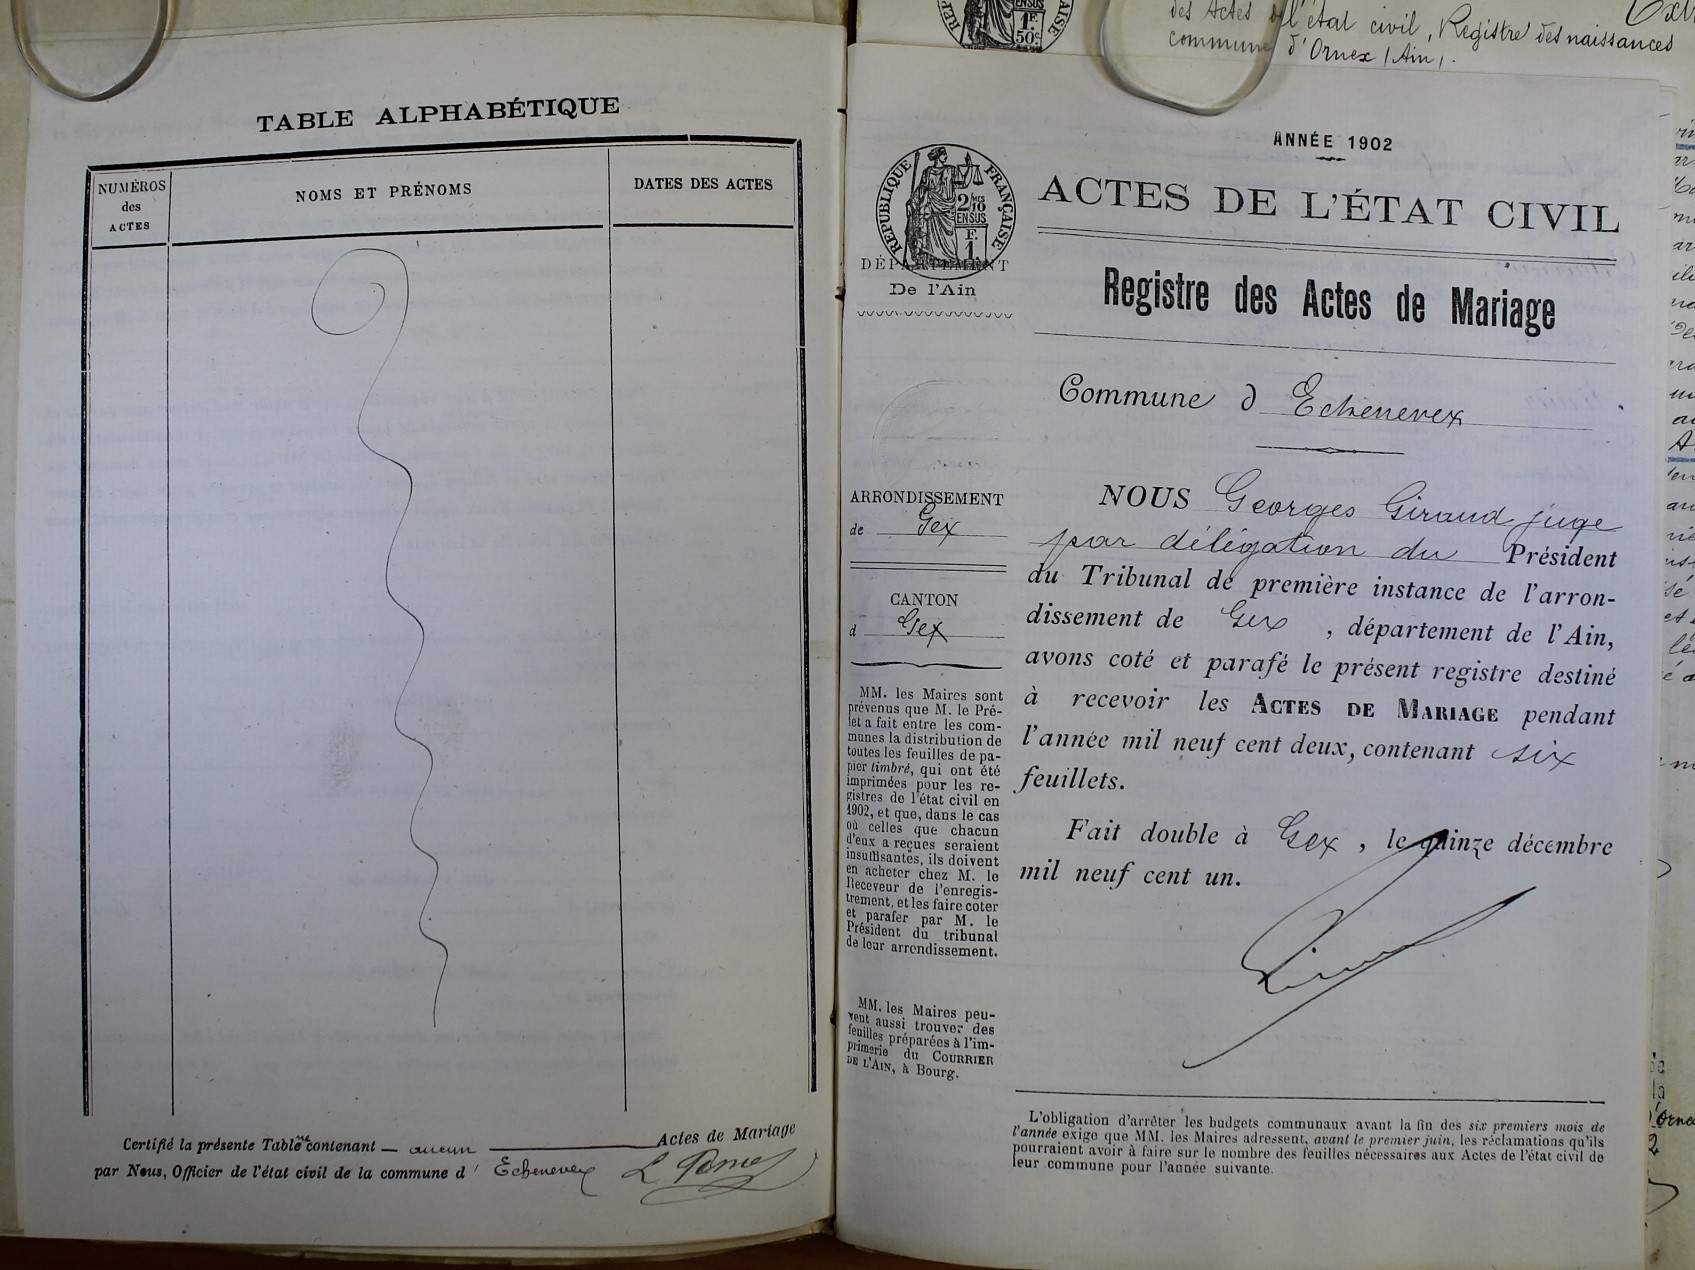 TABLE ALPHABÉTIQUE
NUMÉROS
des
ACTES
NOMS ET PRÉNOMS
DATES DES ACTES
Certifié la présente Table ne contenant — aucun — Actes de Mariage
par Nous, Officier de l'état civil de la commune d' Echenevex
des Actes de l'état civil, Registre des naissances
commune d'Ornex (Ain).
1F
50c
ANNÉE 1902
RÉPUBLIQUE FRANÇAISE
2/10MES
EN SUS
F.
1.
ACTES DE L'ÉTAT CIVIL
DÉPARTEMENT
De l'Ain
Registre des Actes de Mariage
Commune d Echenevex
ARRONDISSEMENT
de Gex
CANTON
d Gex
MM. les Maires sont
prévenus que M. le Pré-
fet a fait entre les com-
munes la distribution de
toutes les feuilles de pa-
pier timbré, qui ont été
imprimées pour les re-
gistres de l'état civil en
1902, et que, dans le cas
où celles que chacun
d'eux a reçues seraient
insuffisantes, ils doivent
en acheter chez M. le
Receveur de l'enregis-
trement, et les faire coter
et parafer par M. le
Président du tribunal
de leur arrondissement.
MM. les Maires peu-
vent aussi trouver des
feuilles préparées à l'im-
primerie du COURRIER
DE L'AIN, à Bourg.
NOUS Georges Giraud juge
par délégation du Président
du Tribunal de première instance de l'arron-
dissement de Gex , département de l'Ain,
avons coté et parafé le présent registre destiné
à recevoir les ACTES DE MARIAGE pendant
l'année mil neuf cent deux, contenant six
feuillets.
Fait double à Gex , le quinze décembre
mil neuf cent un.
L'obligation d'arrêter les budgets communaux avant la fin des six premiers mois de
l'année exige que MM. les Maires adressent, avant le premier juin, les réclamations qu'ils
pourraient avoir à faire sur le nombre des feuilles nécessaires aux Actes de l'état civil de
leur commune pour l'année suivante.